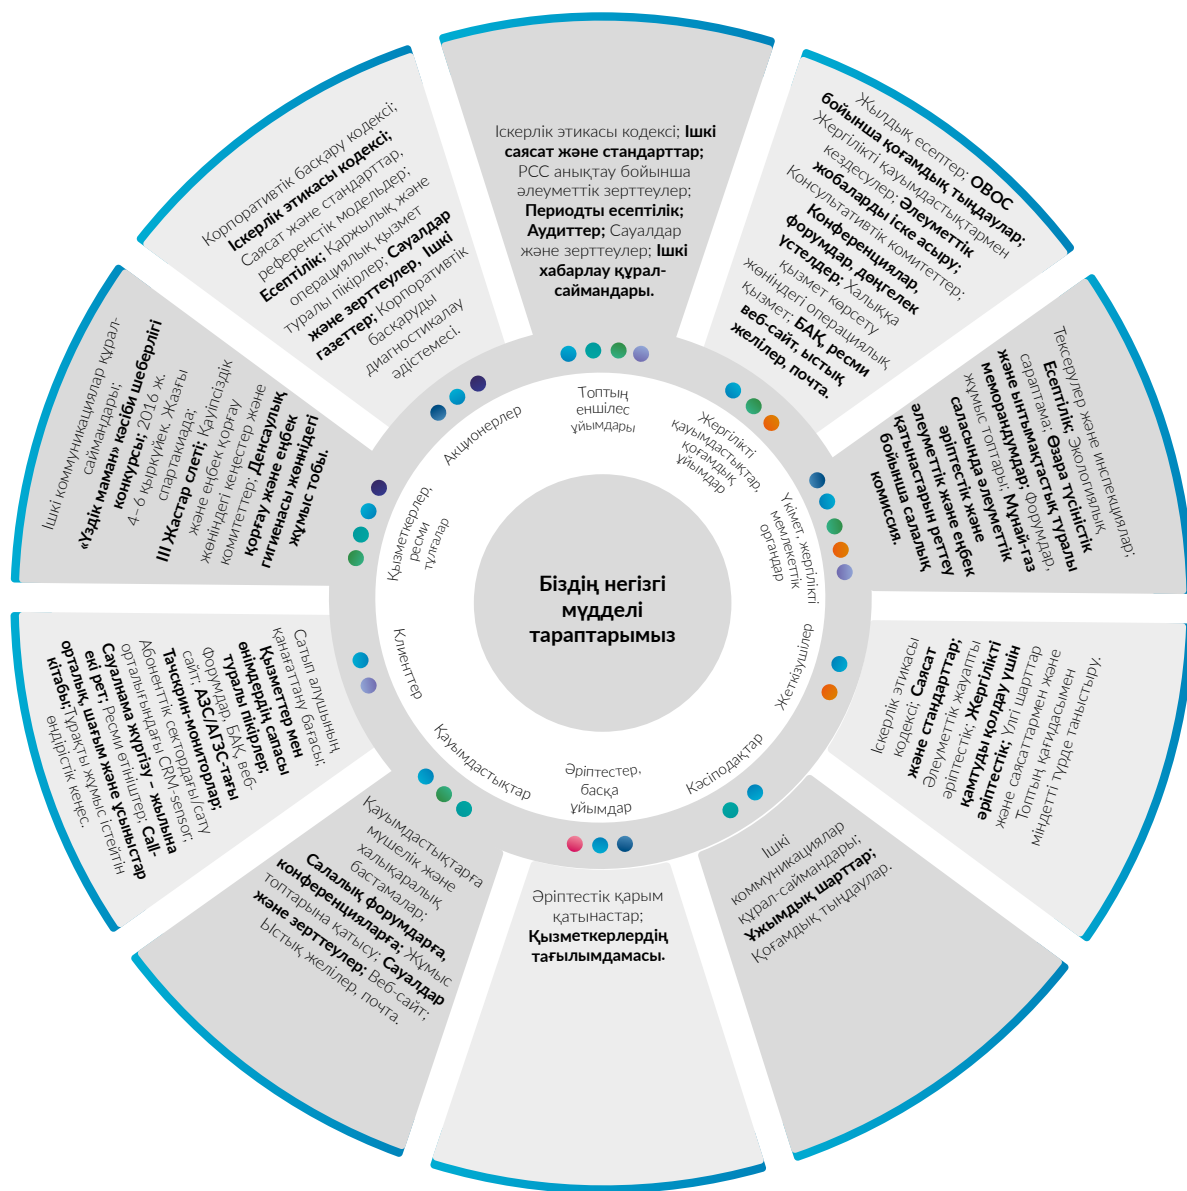 Біздің негізгі
мүдделі
тараптарымыз
Топтың
еншілес
ұйымдары
Іскерлік этикасы кодексі; Ішкі
саясат және стандарттар;
РСС анықтау бойынша
әлеуметтік зерттеулер;
Периодты есептілік;
Аудиттер; Сауалдар
және зерттеулер; Ішкі
хабарлау құрал-
саймандары.
Жергілікті
қауымдастықтар,
қоғамдық
ұйымдар
Жылдық есептер; ОВОС
бойынша қоғамдық тыңдаулар;
Жергілікті қауымдастықтармен
кездесулер; Әлеуметтік
жобаларды іске асыру;
Консультативтік комитеттер;
Конференциялар,
форумдар, дөңгелек
үстелдер; Халыққа
қызмет көрсету
жөніндегі операциялық
қызмет; БАҚ, ресми
веб-сайт, ыстық
желілер, почта.
Үкімет, жергілікті
мемлекеттік
органдар
Тексерулер және инспекциялар;
Есептілік; Экологиялық
сараптама; Өзара түсіністік
және ынтымақтастық туралы
меморандумдар; Форумдар,
жұмыс топтары; Мұнай-газ
саласында әлеуметтік
әріптестік және
әлеуметтік және еңбек
қатынастарын реттеу
бойынша салалық
комиссия.
Жеткізушілер
Іскерлік этикасы
кодексі; Саясат
және стандарттар;
Әлеуметтік жауапты
әріптестік; Жергілікті
қамтуды қолдау үшін
әріптестік; Үлгі шарттар
және саясаттармен және
Топтың қағидасымен
міндетті түрде таныстыру.
Кәсіподақтар
Ішкі
коммуникациялар
құрал-саймандары;
Ұжымдық шарттар;
Қоғамдық тыңдаулар.
Әріптестер,
басқа
ұйымдар
Әріптестік қарым
қатынастар;
Қызметкерлердің
тағылымдамасы.
Қауымдастықтар
Қауымдастықтарға
мүшелік және
халықаралық
бастамалар;
Салалық форумдарға,
конференцияларға; Жұмыс
топтарына қатысу; Сауалдар
және зерттеулер; Веб-сайт;
Ыстық желілер, почта.
Клиенттер
Сатып алушының
қанағаттану бағасы;
Қызметтер мен
өнімдердің сапасы
туралы пікірлер;
Форумдар, БАҚ, веб-
сайт; АЗС/АГЗС-тағы
Тачскрин-мониторлар;
Абоненттік сектордағы/сату
орталығындағы CRM-sensor;
Сауалнама жүргізу – жылына
екі рет; Ресми өтініштер; Call-
орталық, шағым және ұсыныстар
кітабы; Тұрақты жұмыс істейтін
өндірістік кеңес.
Қызметкерлер,
ресми
тұлғалар
Ішкі коммуникациялар құрал-
саймандары;
«Үздік маман» кәсіби шеберлігі
конкурсы; 2016 ж.
4–6 қыркүйек. Жазғы
спартакиада;
III Жастар слеті; Қауіпсіздік
және еңбек қорғау
жөніндегі кеңестер және
комитеттер; Денсаулық
қорғау және еңбек
гигиенасы жөніндегі
жұмыс тобы.
Акционерлер
Корпоративтік басқару кодексі;
Іскерлік этикасы кодексі;
Саясат және стандарттар,
референстік модельдер;
Есептілік; Қаржылық және
операциялық қызмет
туралы пікірлер; Сауалдар
және зерттеулер, Ішкі
газеттер; Корпоративтік
басқаруды
диагностикалау
әдістемесі.